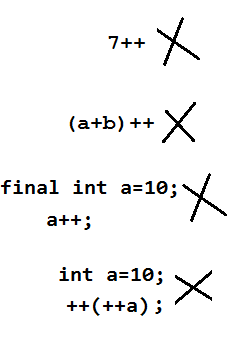 7++
(a+b)++
final int a=10;
a++;
int a=10;
++(++a);